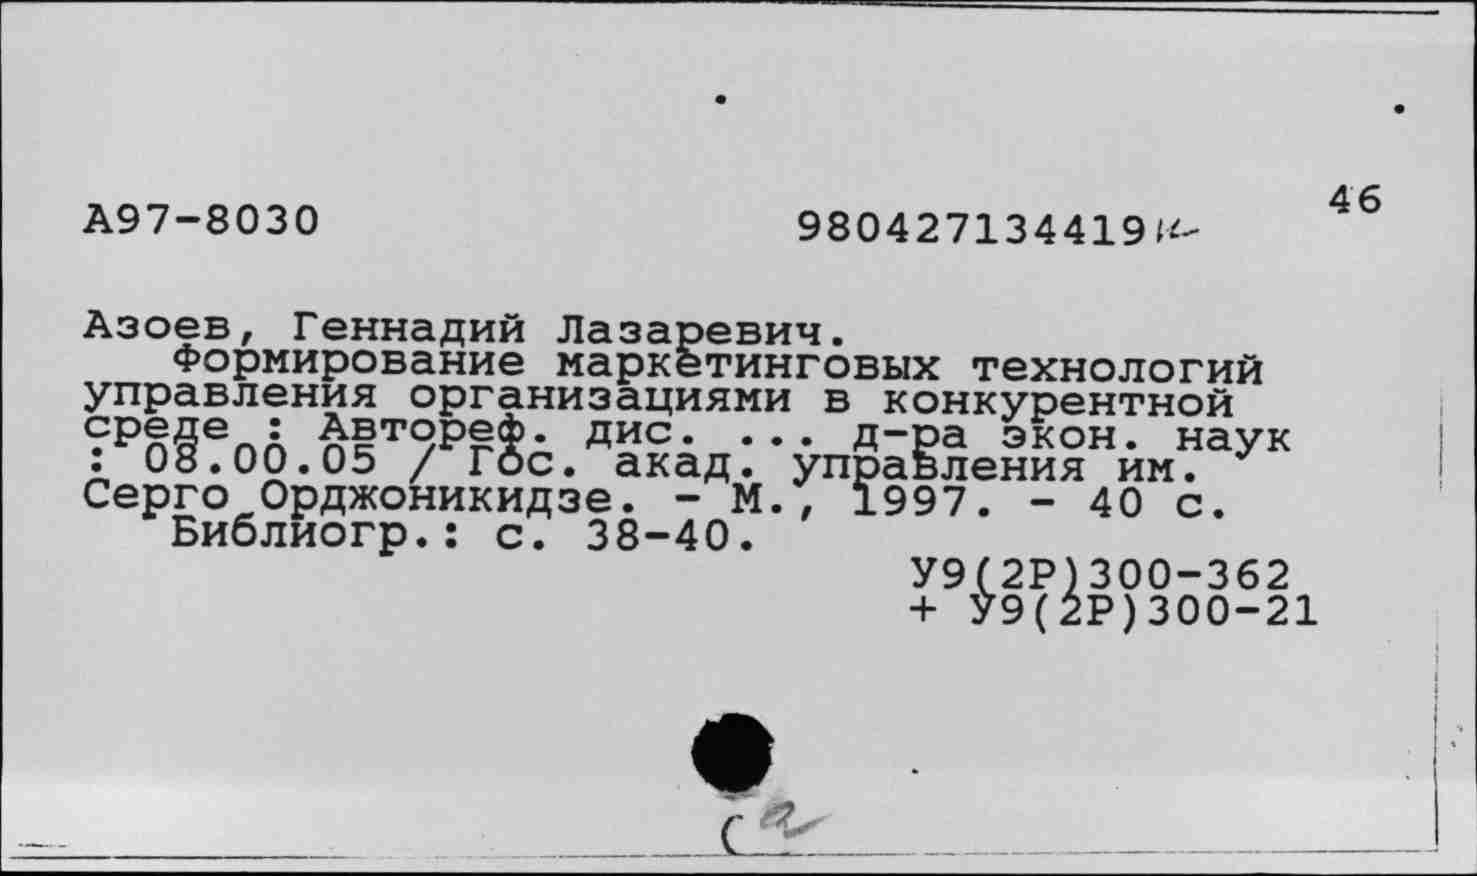 46
А97-8030 980427134419
Азоев, Геннадий Лазаревич.
Формирование маркетинговых технологий
управления организациями в конкурентной
среде : Автореф. дис. ... д-ра экон. наук
: 08.00.05 / Гос. акад. управления им.
Серго Орджоникидзе. - М., 1997. - 40 с.
Библиогр.: с. 38-40.
У9(2Р)300-362
+ У9(2Р)300-21